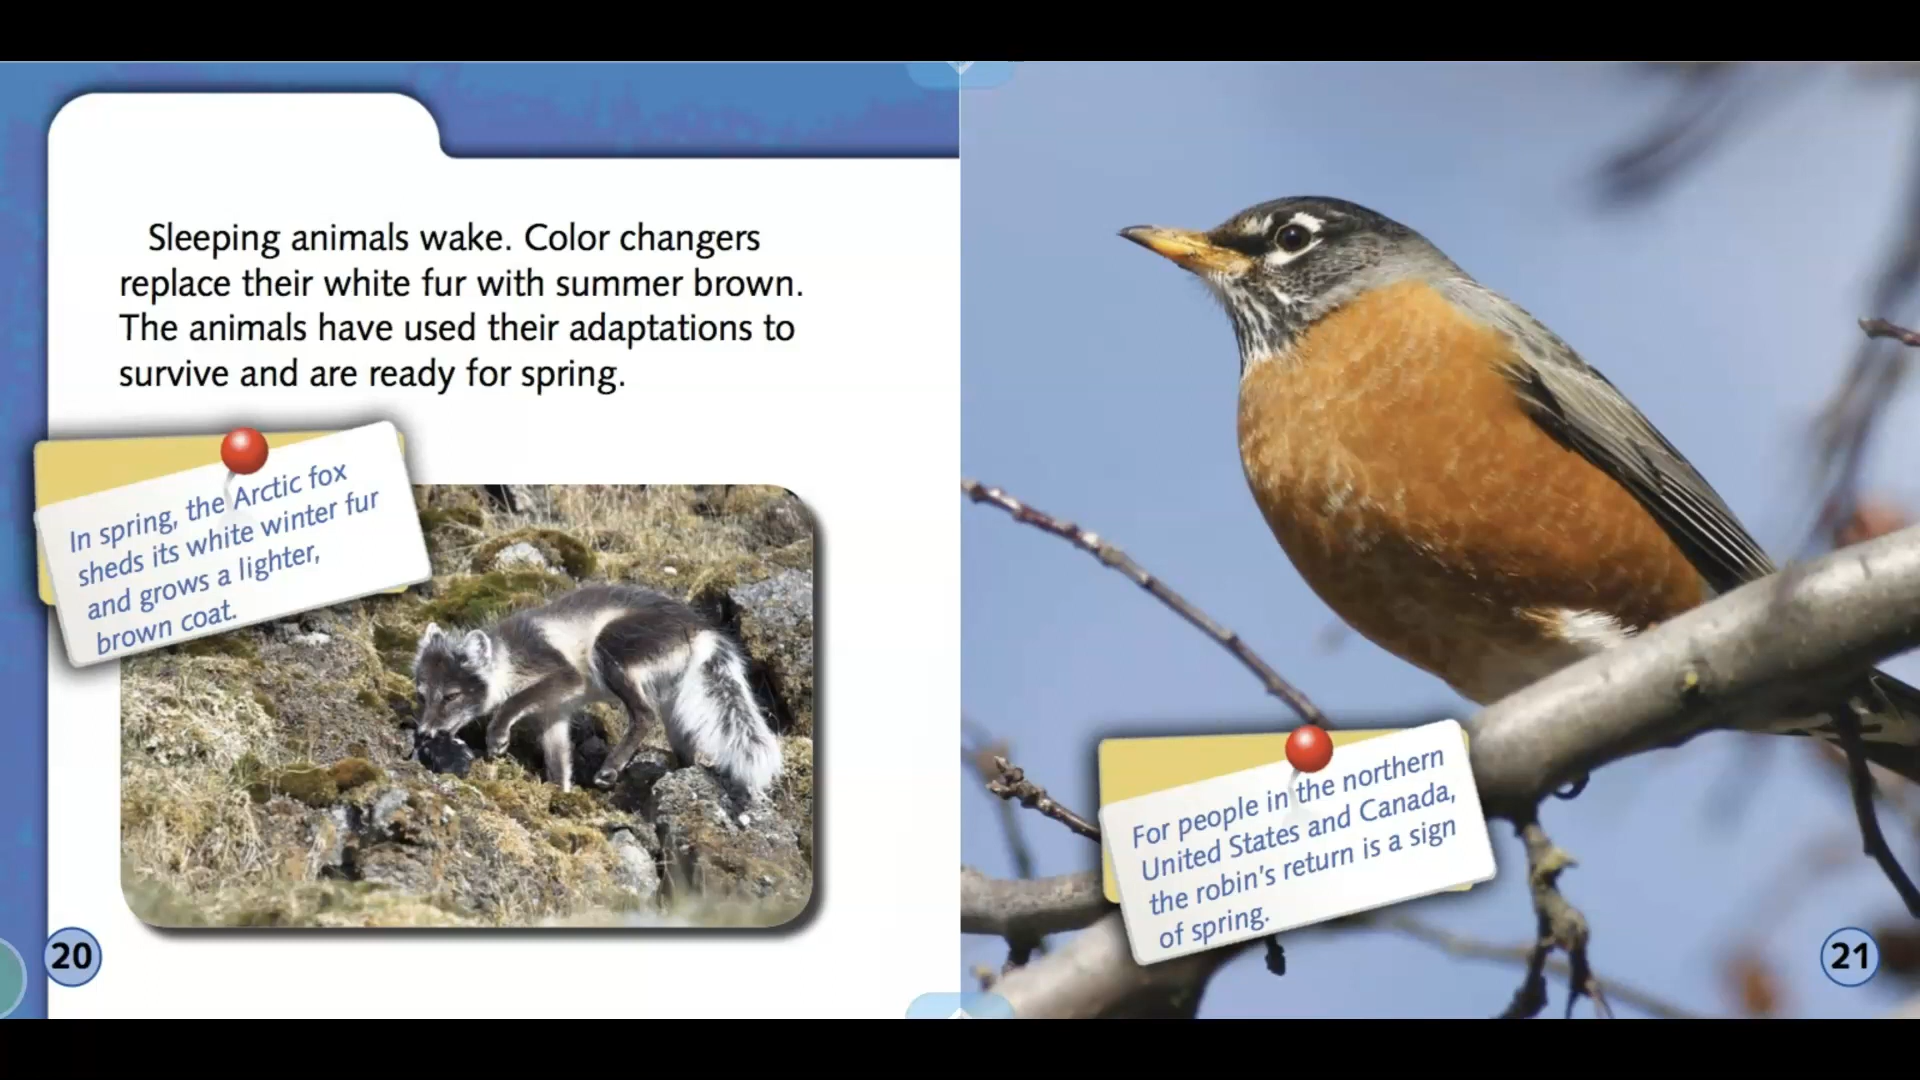 Sleeping animals wake. Color changers
replace their white fur with summer brown.
The animals have used their adaptations to
survive and are ready for spring.
In spring, the Arctic fox
sheds its white winter fur
and grows a lighter,
brown coat.
20
For people in the northern
United States and Canada,
the robin's return is a sign
of spring.
21